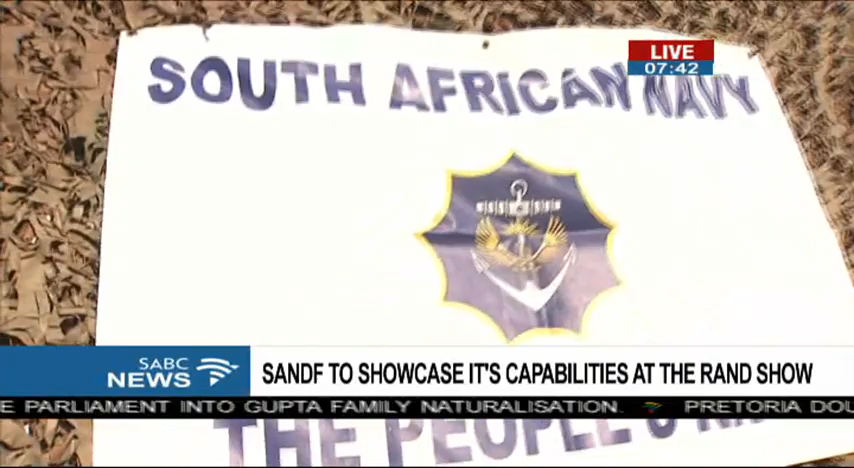 SOUTH AFRICAN NAVY
LIVE
07:42
SABC
NEWS
SANDF TO SHOWCASE IT'S CAPABILITIES AT THE RAND SHOW
E PARLIAMENT INTO GUPTA FAMILY NATURALISATION. PRETORIA DOU
THE PEOPLE'S